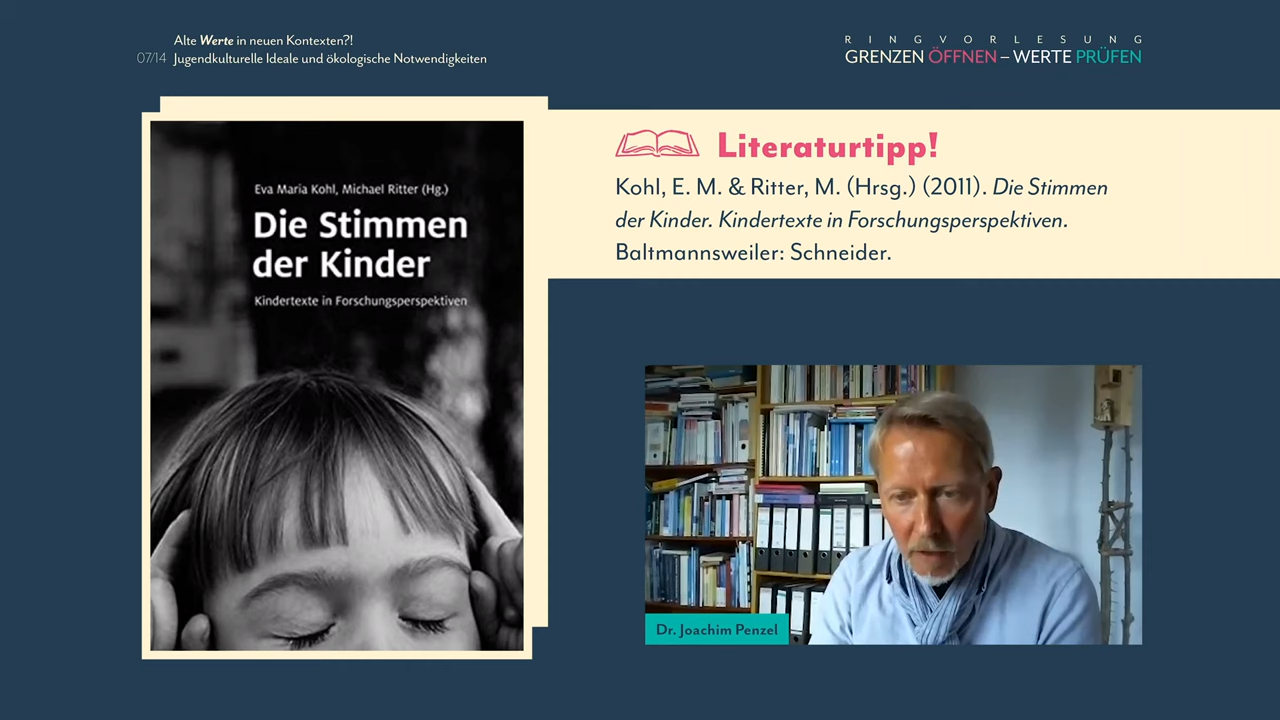 Alte Werte in neuen Kontexten?!
07/14 Jugendkulturelle Ideale und ökologische Notwendigkeiten
RINGVORLESUNG
GRENZEN ÖFFNEN – WERTE PRÜFEN
Eva Maria Kohl, Michael Ritter (Hg.)
Die Stimmen
der Kinder
Kindertexte in Forschungsperspektiven
Literaturtipp!
Kohl, E. M. & Ritter, M. (Hrsg.) (2011). Die Stimmen
der Kinder. Kindertexte in Forschungsperspektiven.
Baltmannsweiler: Schneider.
Dr. Joachim Penzel